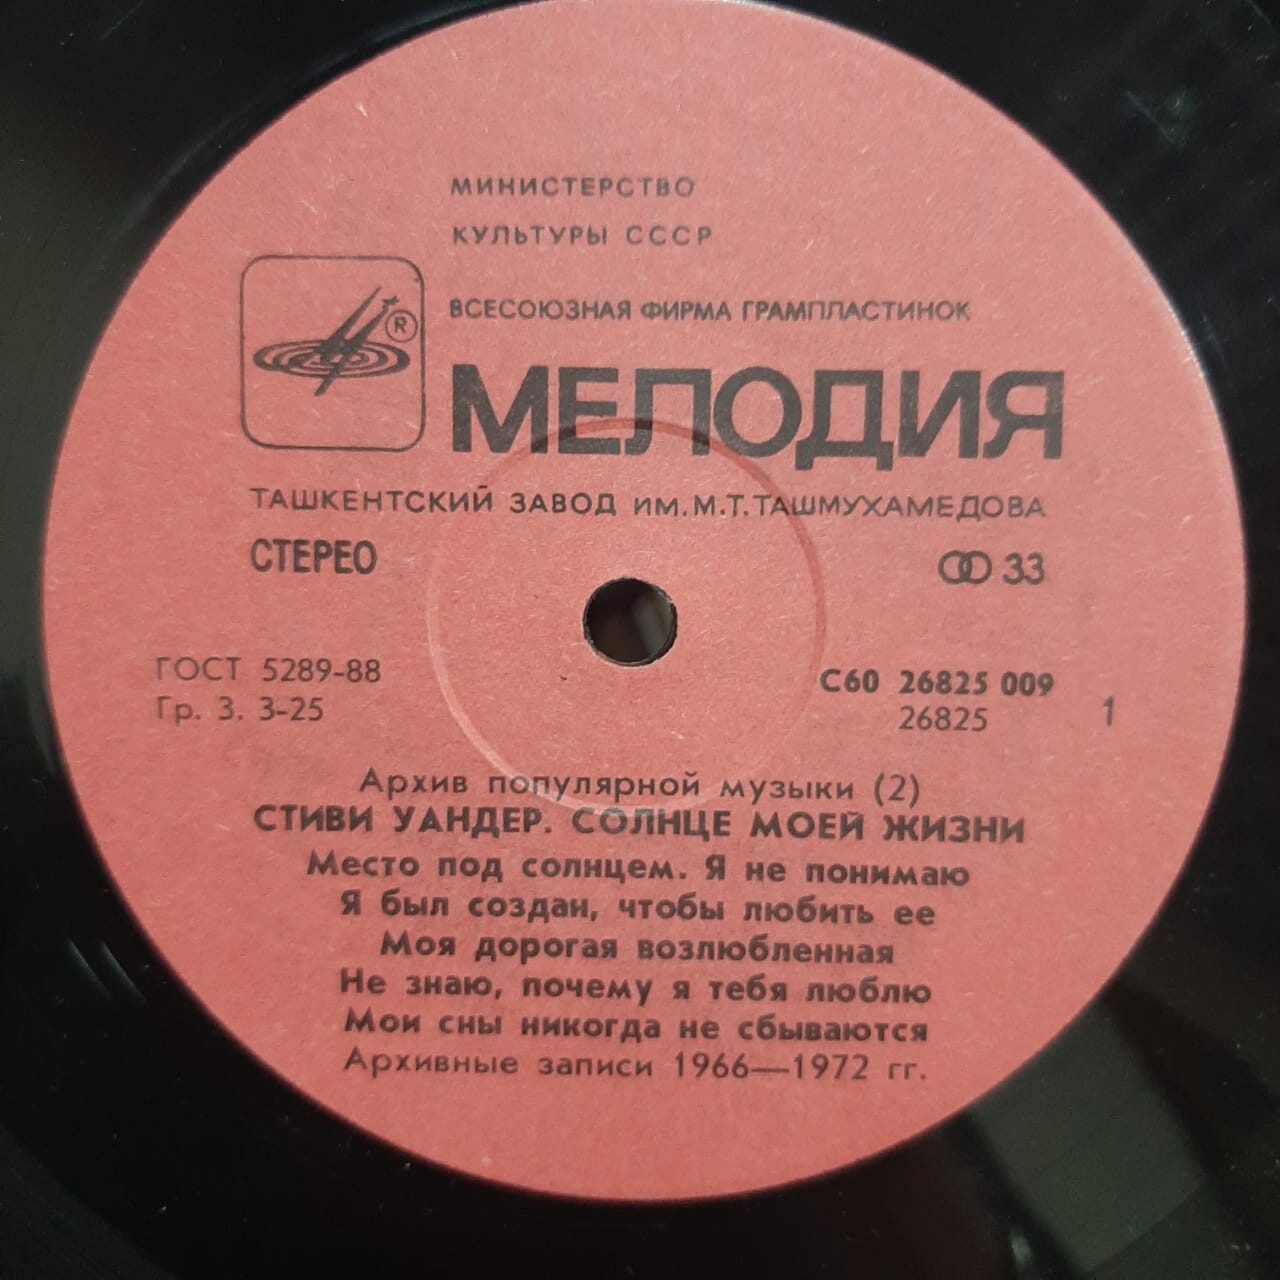 МИНИСТЕРСТВО
КУЛЬТУРЫ СССР
ВСЕСОЮЗНАЯ ФИРМА ГРАМПЛАСТИНОК
®
МЕЛОДИЯ
ТАШКЕНТСКИЙ ЗАВОД ИМ. М.Т. ТАШМУХАМЕДОВА
СТЕРЕО
33
ГОСТ 5289-88
Гр. 3. 3-25
С60 26825 009
26825
1
Архив популярной музыки (2)
СТИВИ УАНДЕР. СОЛНЦЕ МОЕЙ ЖИЗНИ
Место под солнцем. Я не понимаю
Я был создан, чтобы любить ее
Моя дорогая возлюбленная
Не знаю, почему я тебя люблю
Мои сны никогда не сбываются
Архивные записи 1966—1972 гг.